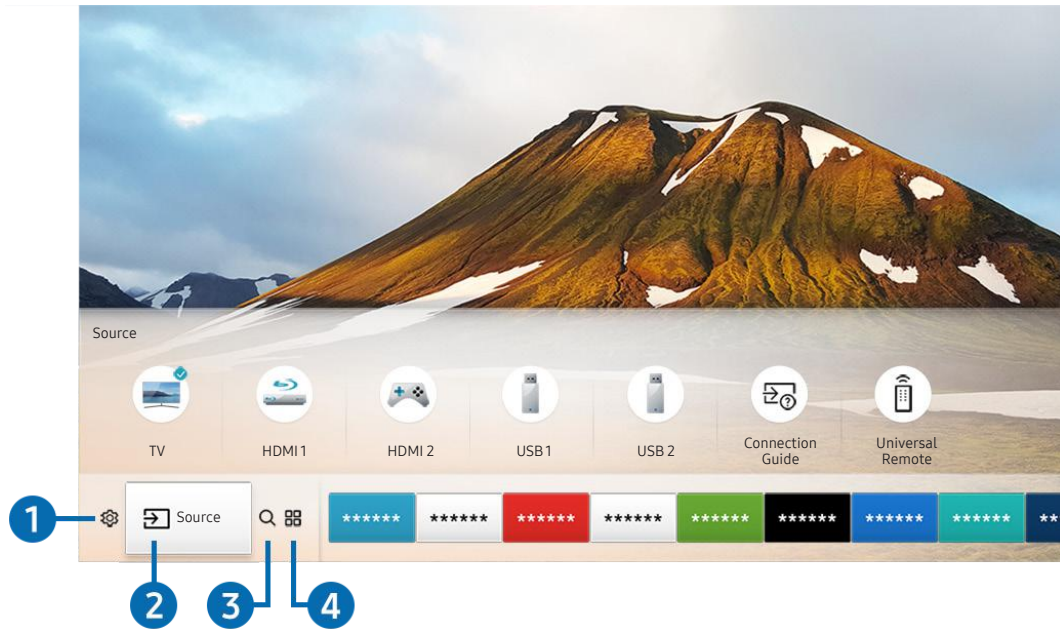 Source
TV
HDMI 1
HDMI 2
USB 1
USB 2
Connection
Guide
Universal
Remote
1
Source
****** ****** ****** ****** ****** ****** ****** ****** **
2
3
4